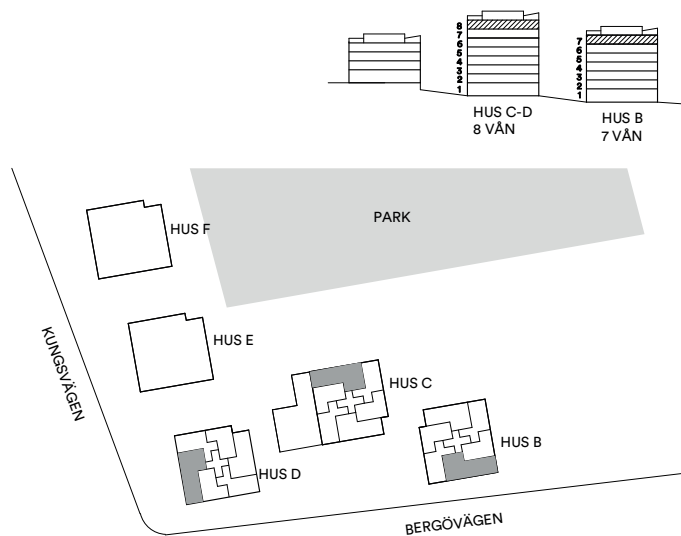 8
7
6
5
4
3
2
1
HUS C-D
8 VÅN
7
6
5
4
3
2
1
HUS B
7 VÅN
PARK
HUS F
HUS E
KUNGSVÄGEN
HUS C
HUS B
HUS D
BERGÖVÄGEN